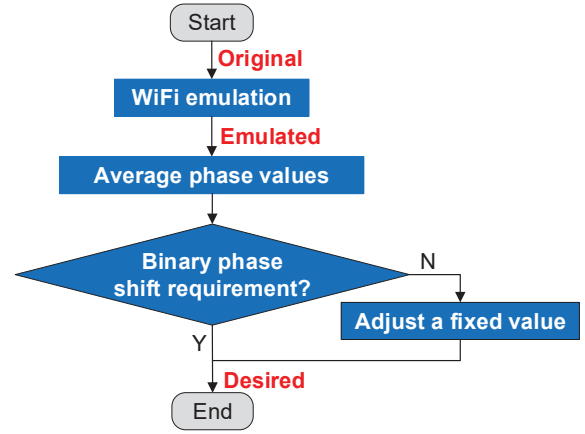 Start
Original
WiFi emulation
Emulated
Average phase values
Binary phase
shift requirement?
N
Adjust a fixed value
Y
Desired
End